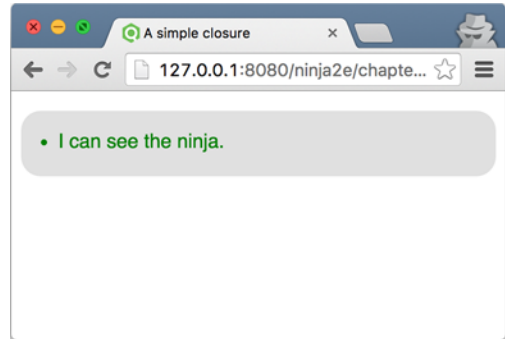 A simple closure
127.0.0.1:8080/ninja2e/chapte...
• I can see the ninja.